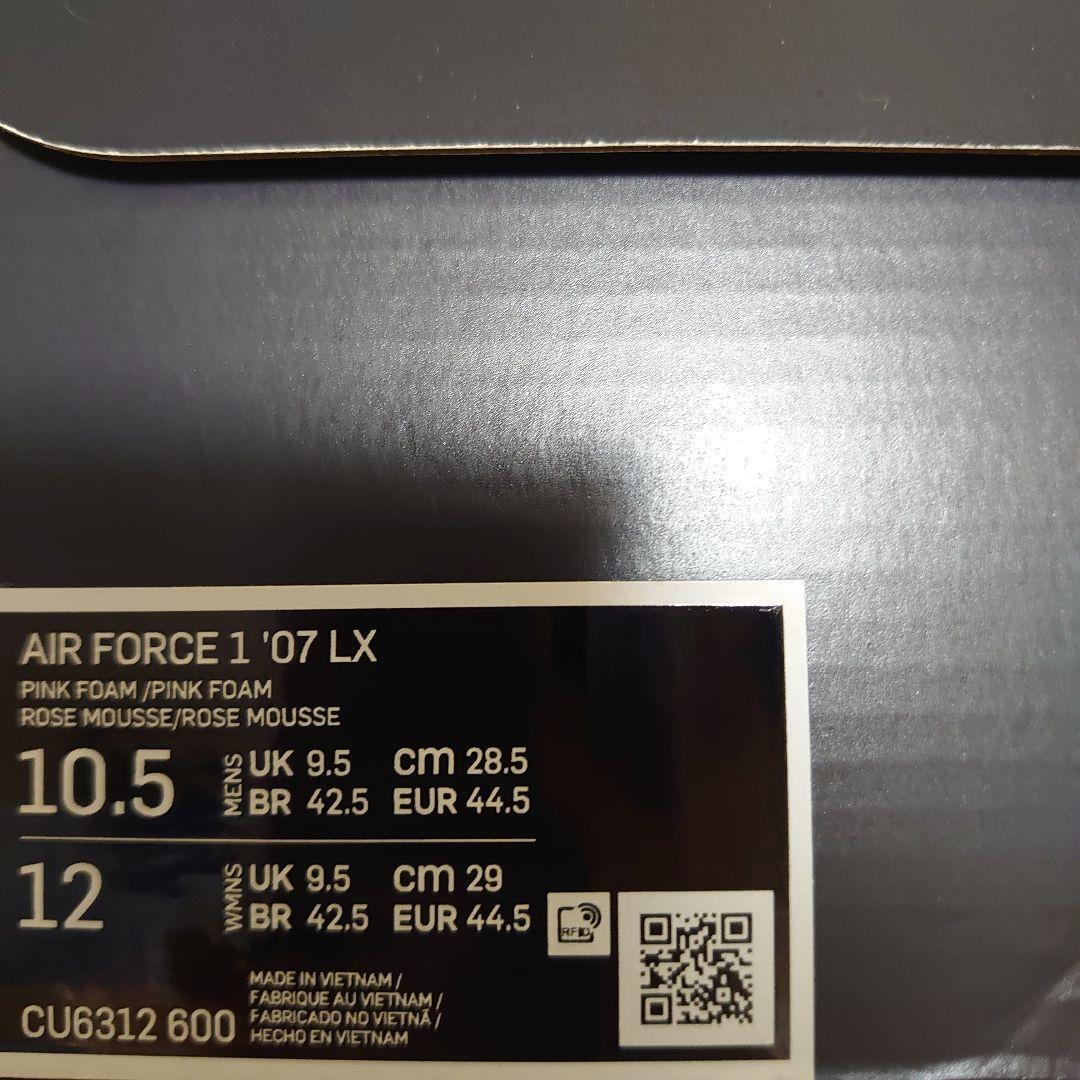 AIR FORCE 1 '07 LX
PINK FOAM /PINK FOAM
ROSE MOUSSE/ROSE MOUSSE
10.5 MENS UK 9.5 cm 28.5
BR 42.5 EUR 44.5
12 WMNS UK 9.5 cm 29
BR 42.5 EUR 44.5
RFID
MADE IN VIETNAM /
FABRIQUE AU VIETNAM /
FABRICADO NO VIETNÃ /
HECHO EN VIETNAM
CU6312 600